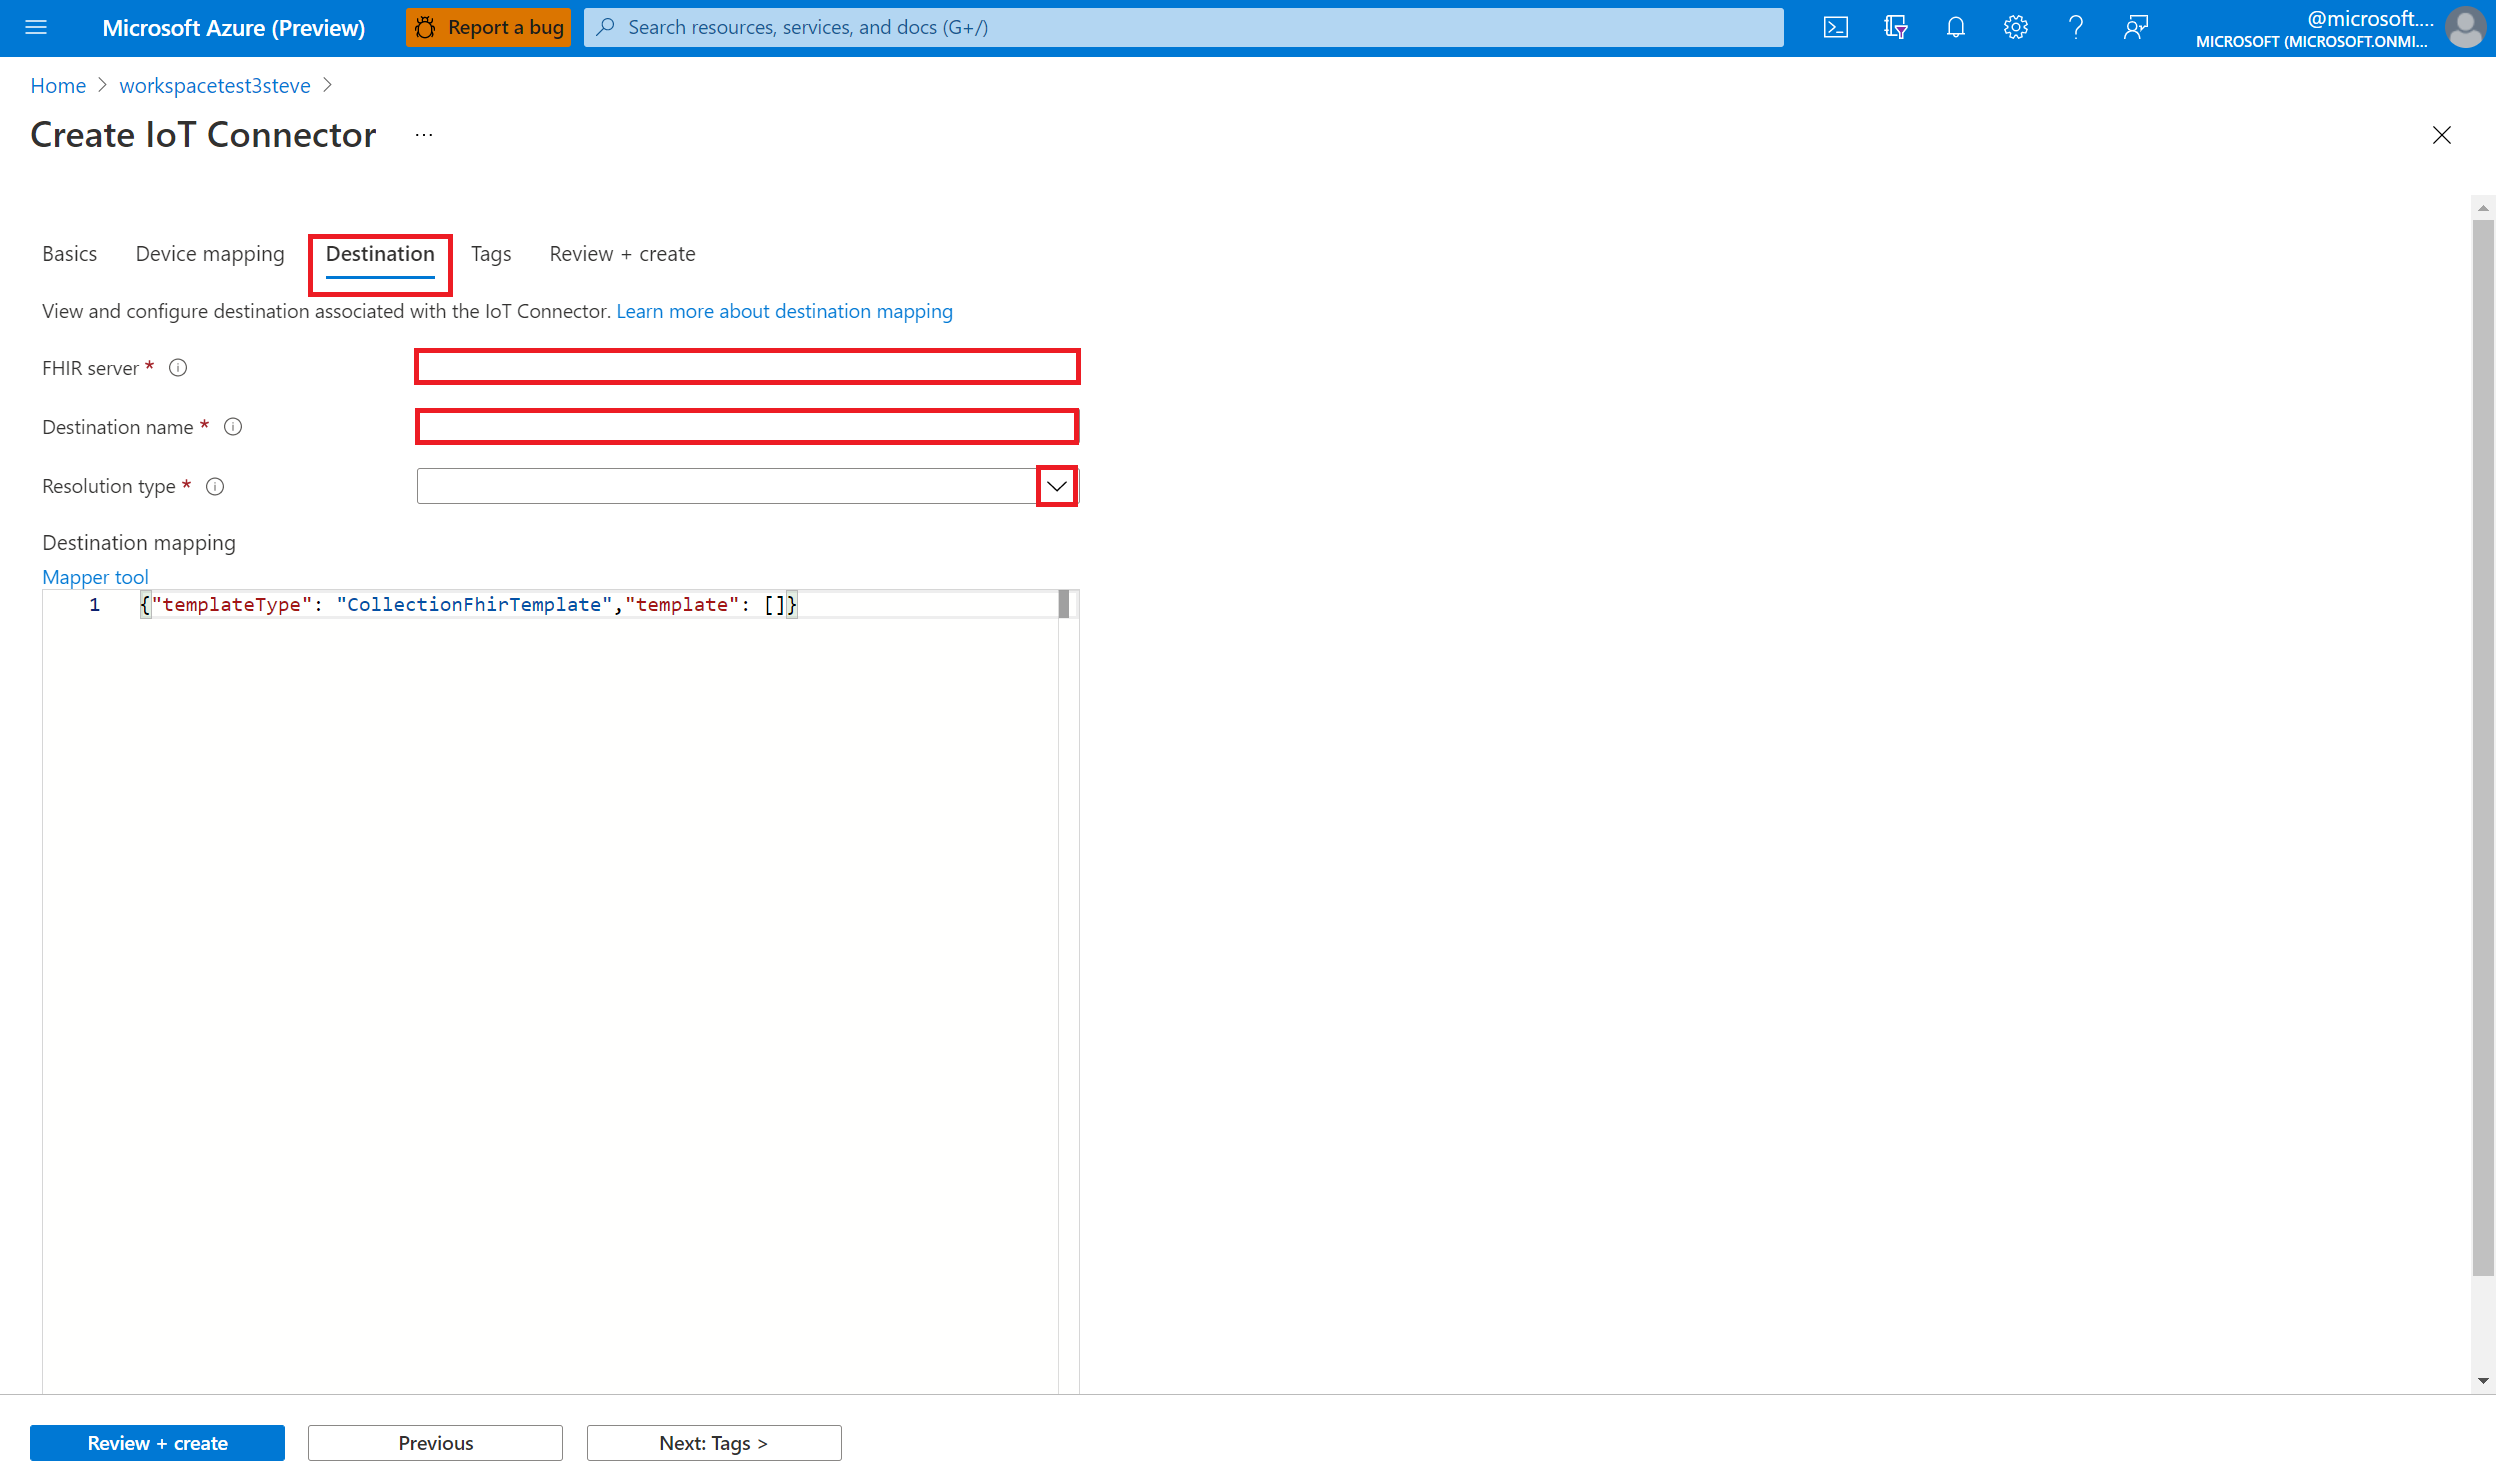 Microsoft Azure (Preview)
Report a bug
Search resources, services, and docs (G+/)
@microsoft....
MICROSOFT (MICROSOFT.ONMI...
Home > workspacetest3steve >
Create IoT Connector ...
Basics
Device mapping
Destination
Tags
Review + create
View and configure destination associated with the IoT Connector. Learn more about destination mapping
FHIR server *
Destination name *
Resolution type *
Destination mapping
Mapper tool
1 {"templateType": "CollectionFhirTemplate","template": []}
Review + create
Previous
Next: Tags >